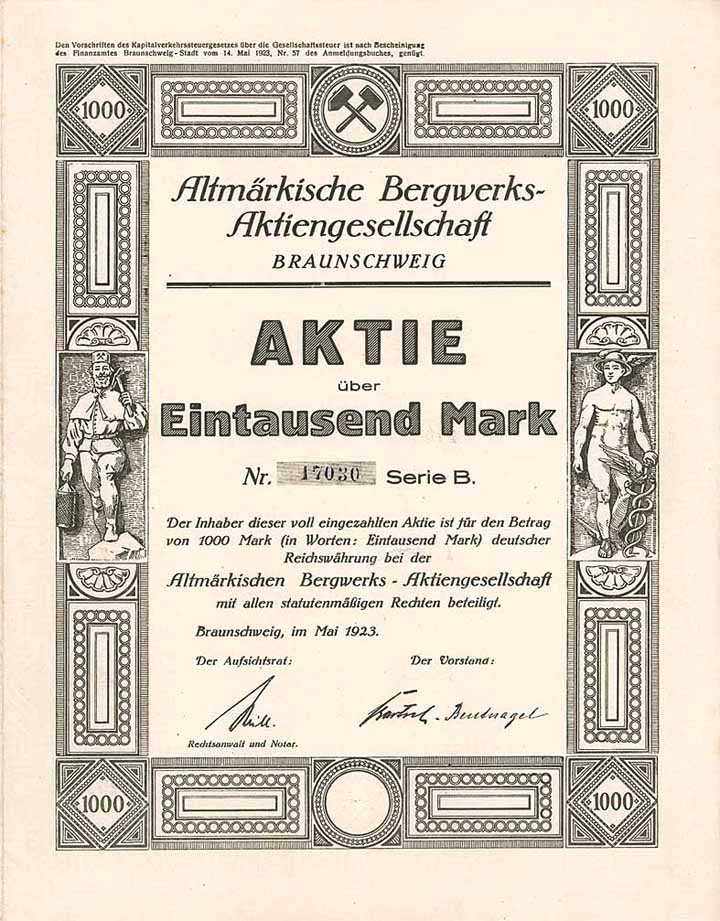 Den Vorschriften des Kapitalverkehrssteuergesetzes über die Gesellschaftssteuer ist nach Bescheinigung
des Finanzamtes Braunschweig-Stadt vom 14. Mai 1923, Nr. 57 des Anmeldungsbuches, genügt.
1000 1000
Altmärkische Bergwerks-
Aktiengesellschaft
BRAUNSCHWEIG
AKTIE
über
Eintausend Mark
Nr. 17030 Serie B.
Der Inhaber dieser voll eingezahlten Aktie ist für den Betrag
von 1000 Mark (in Worten: Eintausend Mark) deutscher
Reichswährung bei der
Altmärkischen Bergwerks - Aktiengesellschaft
mit allen statutenmäßigen Rechten beteiligt.
Braunschweig, im Mai 1923.
Der Aufsichtsrat: Der Vorstand:
Rechtsanwalt und Notar.
1000 1000